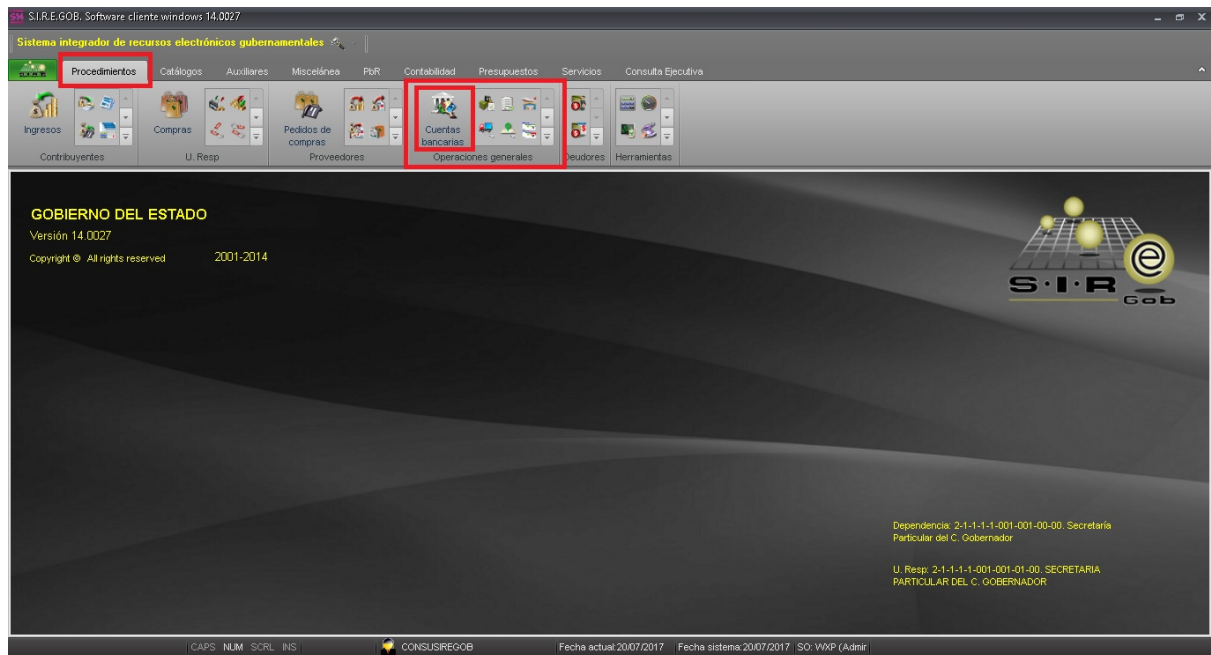 S.I.R.E.GOB. Software cliente windows 14.0027
Sistema integrador de recursos electrónicos gubernamentales
Procedimientos Catálogos Auxiliares Miscelánea PbR Contabilidad Presupuestos Servicios Consulta Ejecutiva
Ingresos Compras Pedidos de compras Cuentas bancarias
Contribuyentes U. Resp Proveedores Operaciones generales Deudores Herramientas
GOBIERNO DEL ESTADO
Versión 14.0027
Copyright © All rights reserved 2001-2014
S·I·R e
Gob
Dependencia: 2-1-1-1-1-001-001-00-00. Secretaría
Particular del C. Gobernador
U. Resp: 2-1-1-1-1-001-001-01-00. SECRETARIA
PARTICULAR DEL C. GOBERNADOR
CAPS NUM SCRL INS CONSUSIREGOB Fecha actual:20/07/2017 Fecha sistema:20/07/2017 SO: WXP (Admir